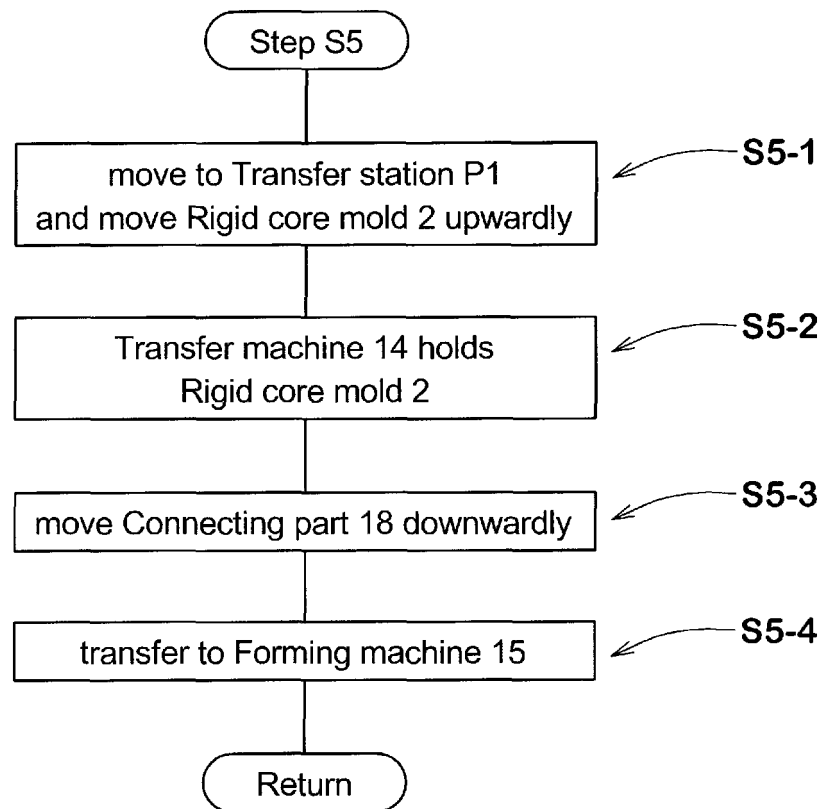 Step S5
move to Transfer station P1
and move Rigid core mold 2 upwardly
S5-1
Transfer machine 14 holds
Rigid core mold 2
S5-2
move Connecting part 18 downwardly
S5-3
transfer to Forming machine 15
S5-4
Return